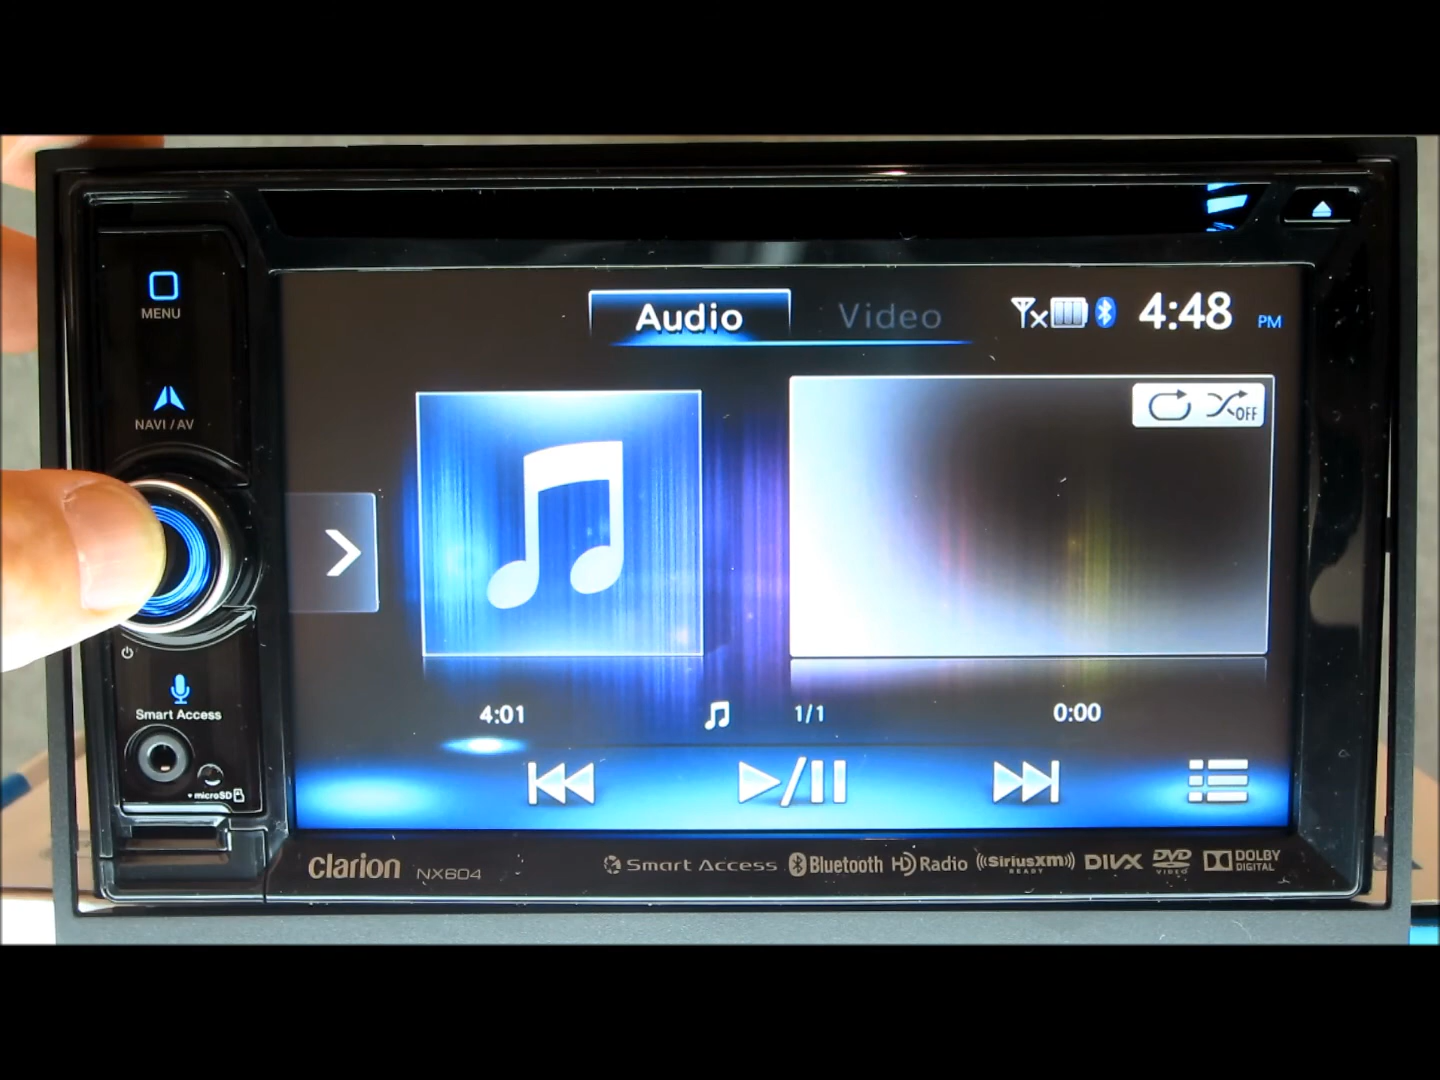 MENU
NAVI / AV
Smart Access
microSD
Audio
Video
4:48 PM
OFF
4:01
1/1
0:00
clarion NX604
Smart Access
Bluetooth
HD Radio
SiriusXM
READY
DIVX
DVD
VIDEO
DOLBY
DIGITAL